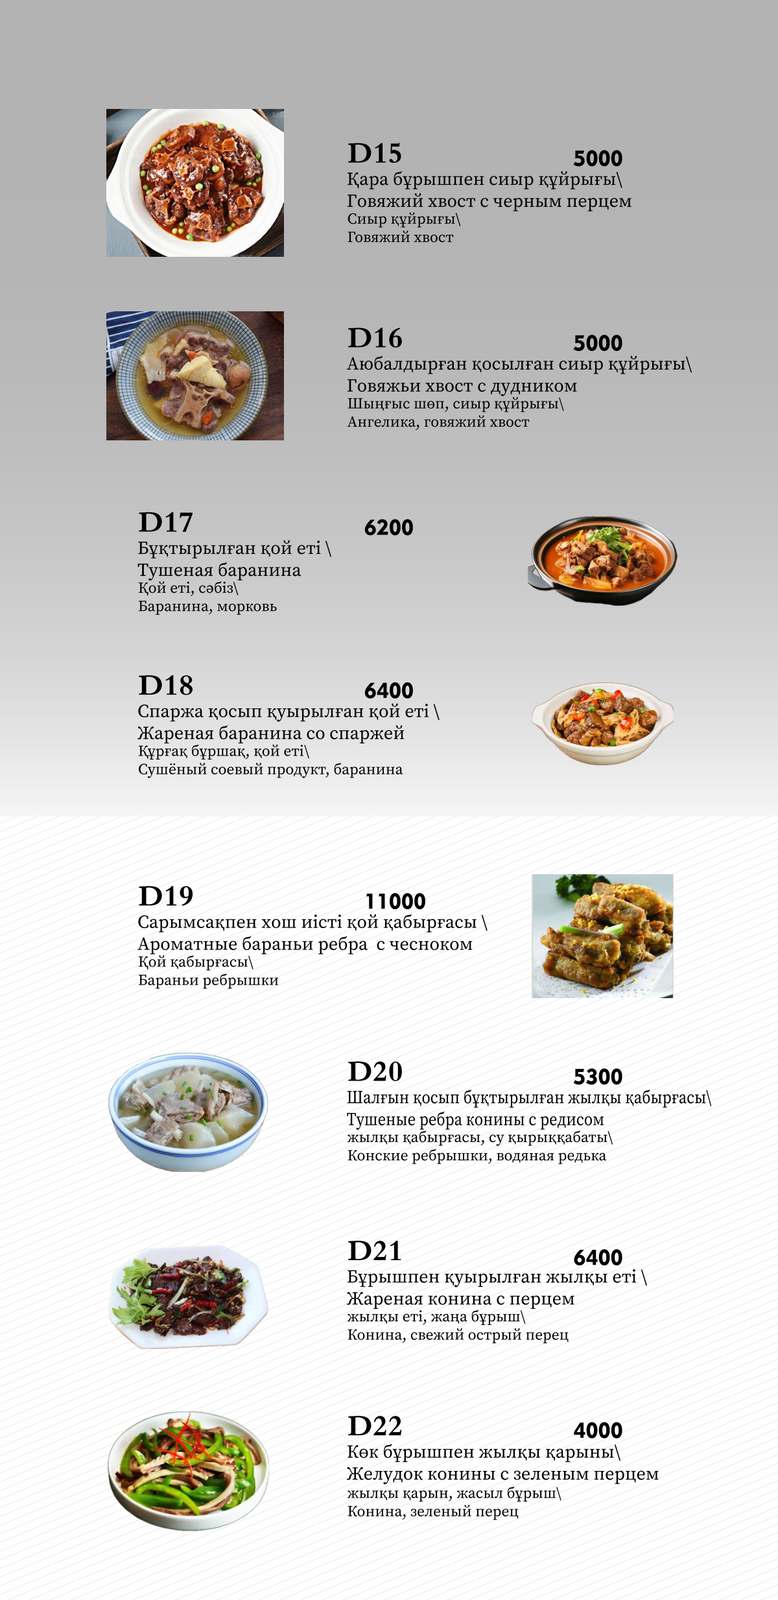 D15
5000
Қара бұрышпен сиыр құйрығы\
Говяжий хвост с черным перцем
Сиыр құйрығы\
Говяжий хвост
D16
5000
Аюбалдырған қосылған сиыр құйрығы\
Говяжьи хвост с дудником
Шыңғыс шөп, сиыр құйрығы\
Ангелика, говяжий хвост
D17
6200
Бұқтырылған қой еті \
Тушеная баранина
Қой еті, сәбіз\
Баранина, морковь
D18
6400
Спаржа қосып қуырылған қой еті \
Жареная баранина со спаржей
Құрғақ бұршақ, қой еті\
Сушёный соевый продукт, баранина
D19
11000
Сарымсақпен хош иісті қой қабырғасы \
Ароматные бараньи ребра с чесноком
Қой қабырғасы\
Бараньи ребрышки
D20
5300
Шалғын қосып бұқтырылған жылқы қабырғасы\
Тушеные ребра конины с редисом
жылқы қабырғасы, су қырыққабаты\
Конские ребрышки, водяная редька
D21
6400
Бұрышпен қуырылған жылқы еті \
Жареная конина с перцем
жылқы еті, жаңа бұрыш\
Конина, свежий острый перец
D22
4000
Көк бұрышпен жылқы қарыны\
Желудок конины с зеленым перцем
жылқы қарын, жасыл бұрыш\
Конина, зеленый перец